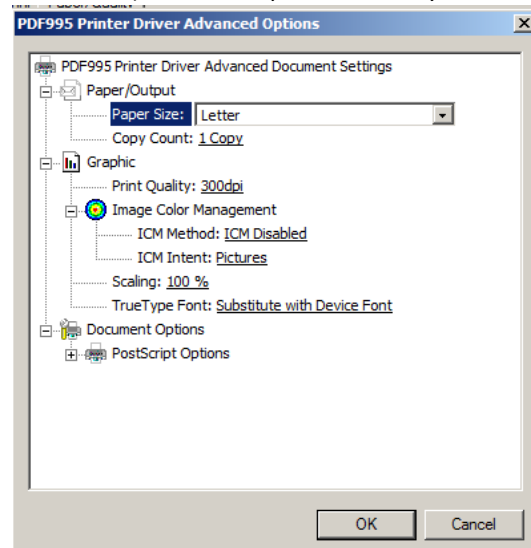 PDF995 Printer Driver Advanced Options
PDF995 Printer Driver Advanced Document Settings
Paper/Output
Paper Size: Letter
Copy Count: 1 Copy
Graphic
Print Quality: 300dpi
Image Color Management
ICM Method: ICM Disabled
ICM Intent: Pictures
Scaling: 100 %
TrueType Font: Substitute with Device Font
Document Options
PostScript Options
OK Cancel